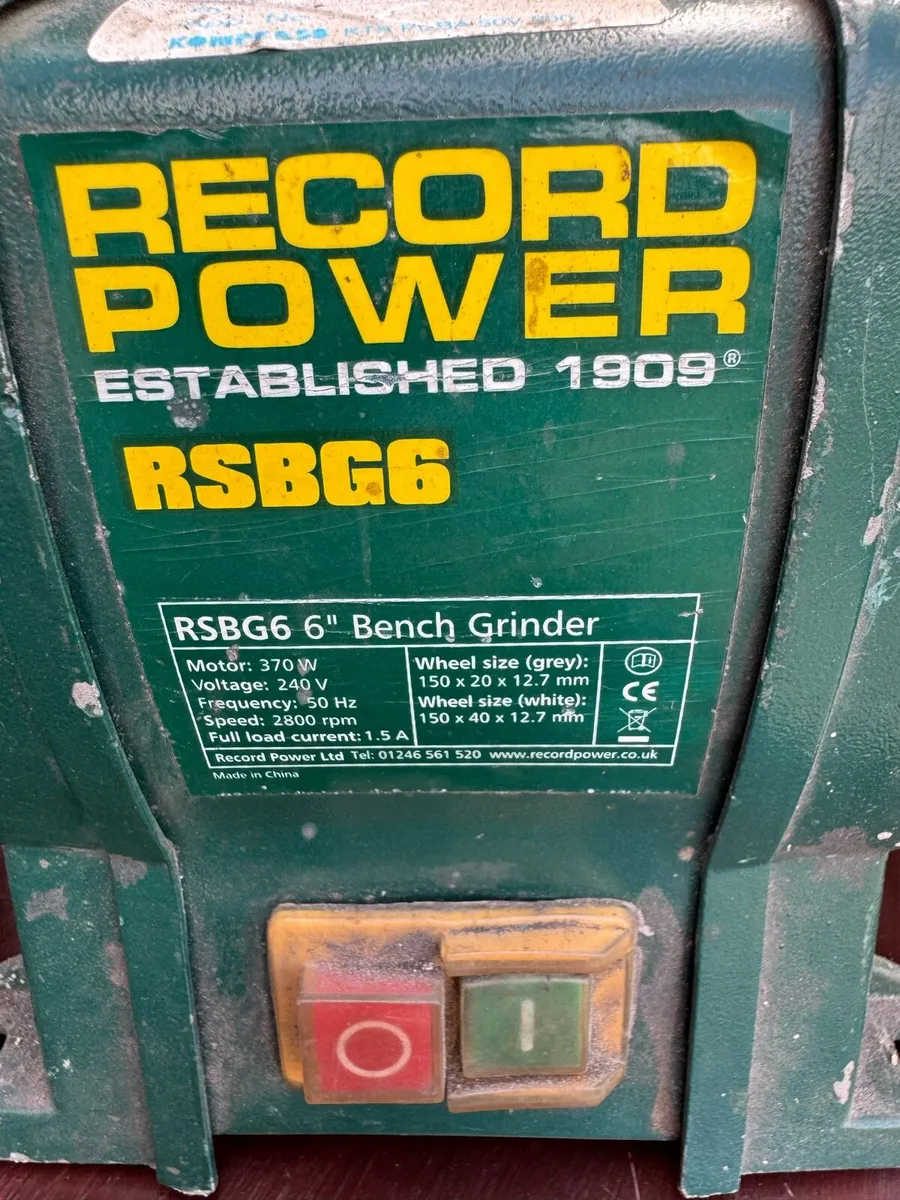 RECORD
POWER
ESTABLISHED 1909®
RSBG6
RSBG6 6" Bench Grinder
Motor: 370 W
Voltage: 240 V
Frequency: 50 Hz
Speed: 2800 rpm
Full load current: 1.5 A
Wheel size (grey):
150 x 20 x 12.7 mm
Wheel size (white):
150 x 40 x 12.7 mm
CE
Record Power Ltd Tel: 01246 561 520 www.recordpower.co.uk
Made in China